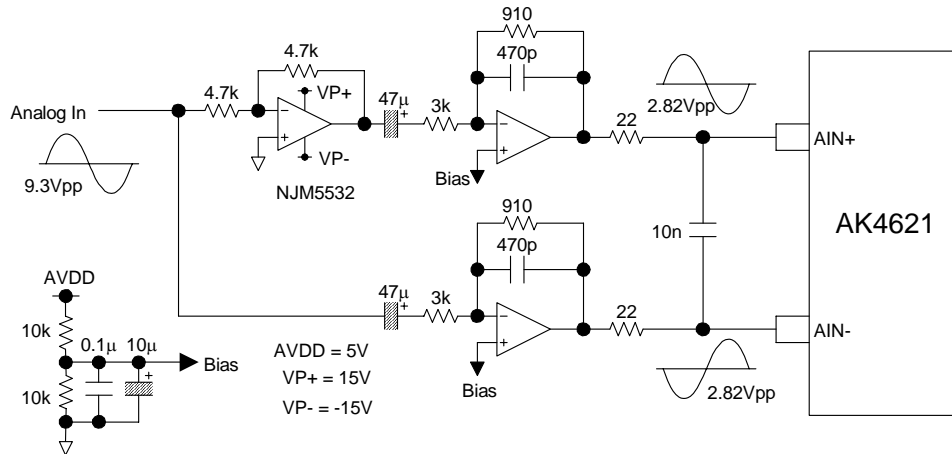 910
4.7k
470p
4.7k
VP+
47µ
3k
2.82Vpp
22
Analog In
AIN+
VP-
Bias
9.3Vpp
NJM5532
910
10n
AK4621
470p
AVDD
47µ
3k
22
AIN-
10k
0.1µ
10µ
Bias
AVDD = 5V
VP+ = 15V
VP- = -15V
Bias
2.82Vpp
10k